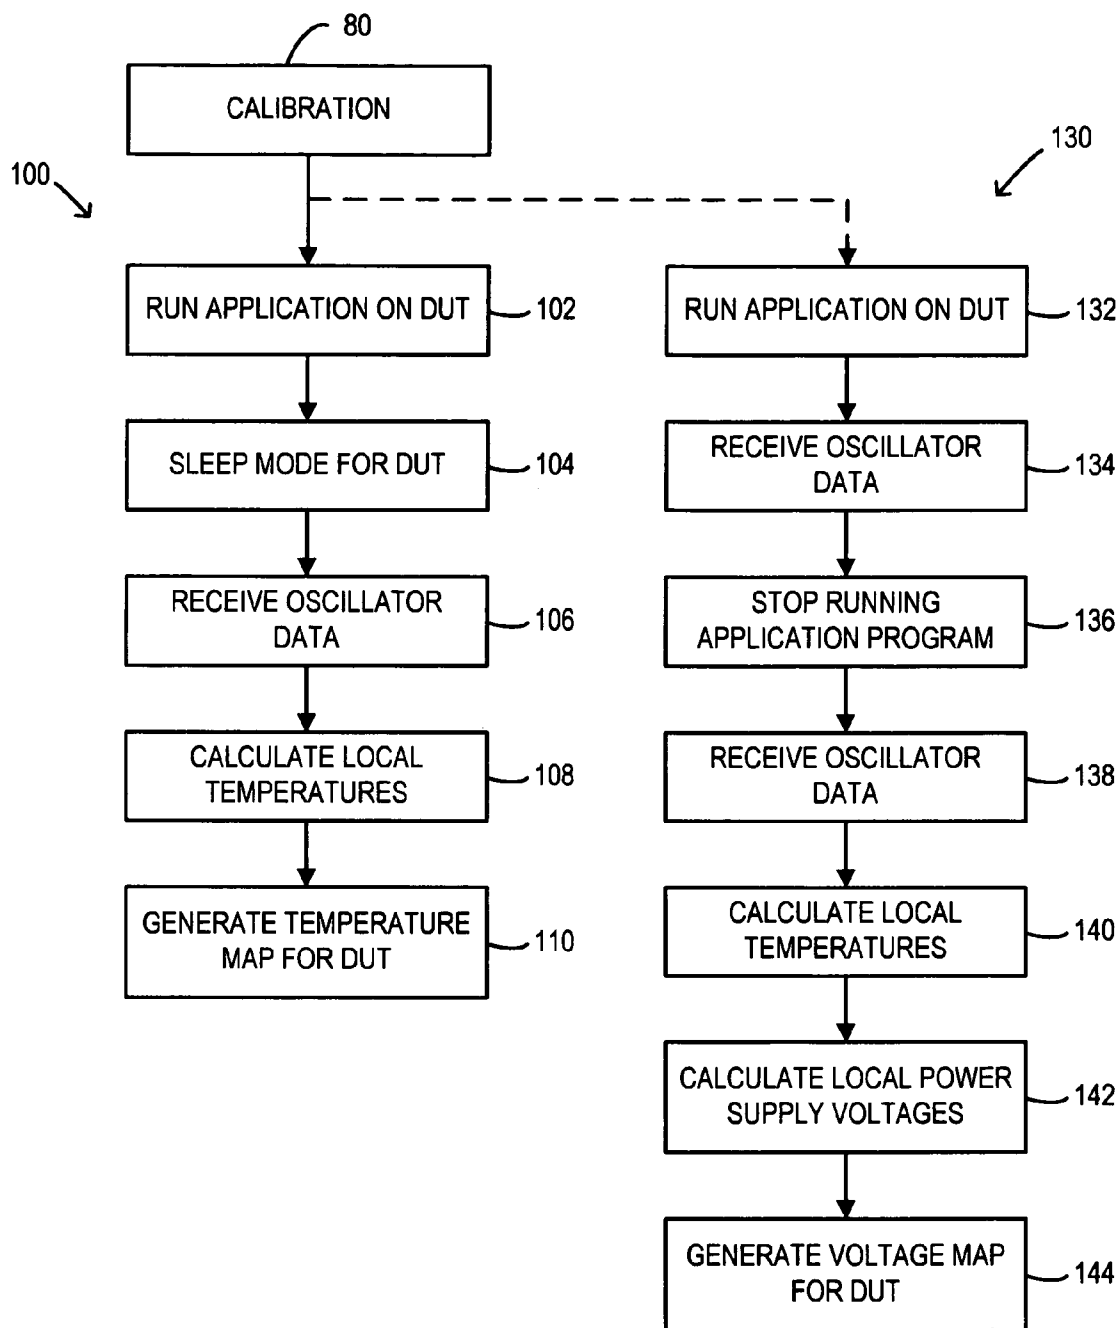 80
CALIBRATION
100
130
RUN APPLICATION ON DUT
102
SLEEP MODE FOR DUT
104
RECEIVE OSCILLATOR
DATA
106
CALCULATE LOCAL
TEMPERATURES
108
GENERATE TEMPERATURE
MAP FOR DUT
110
RUN APPLICATION ON DUT
132
RECEIVE OSCILLATOR
DATA
134
STOP RUNNING
APPLICATION PROGRAM
136
RECEIVE OSCILLATOR
DATA
138
CALCULATE LOCAL
TEMPERATURES
140
CALCULATE LOCAL POWER
SUPPLY VOLTAGES
142
GENERATE VOLTAGE MAP
FOR DUT
144